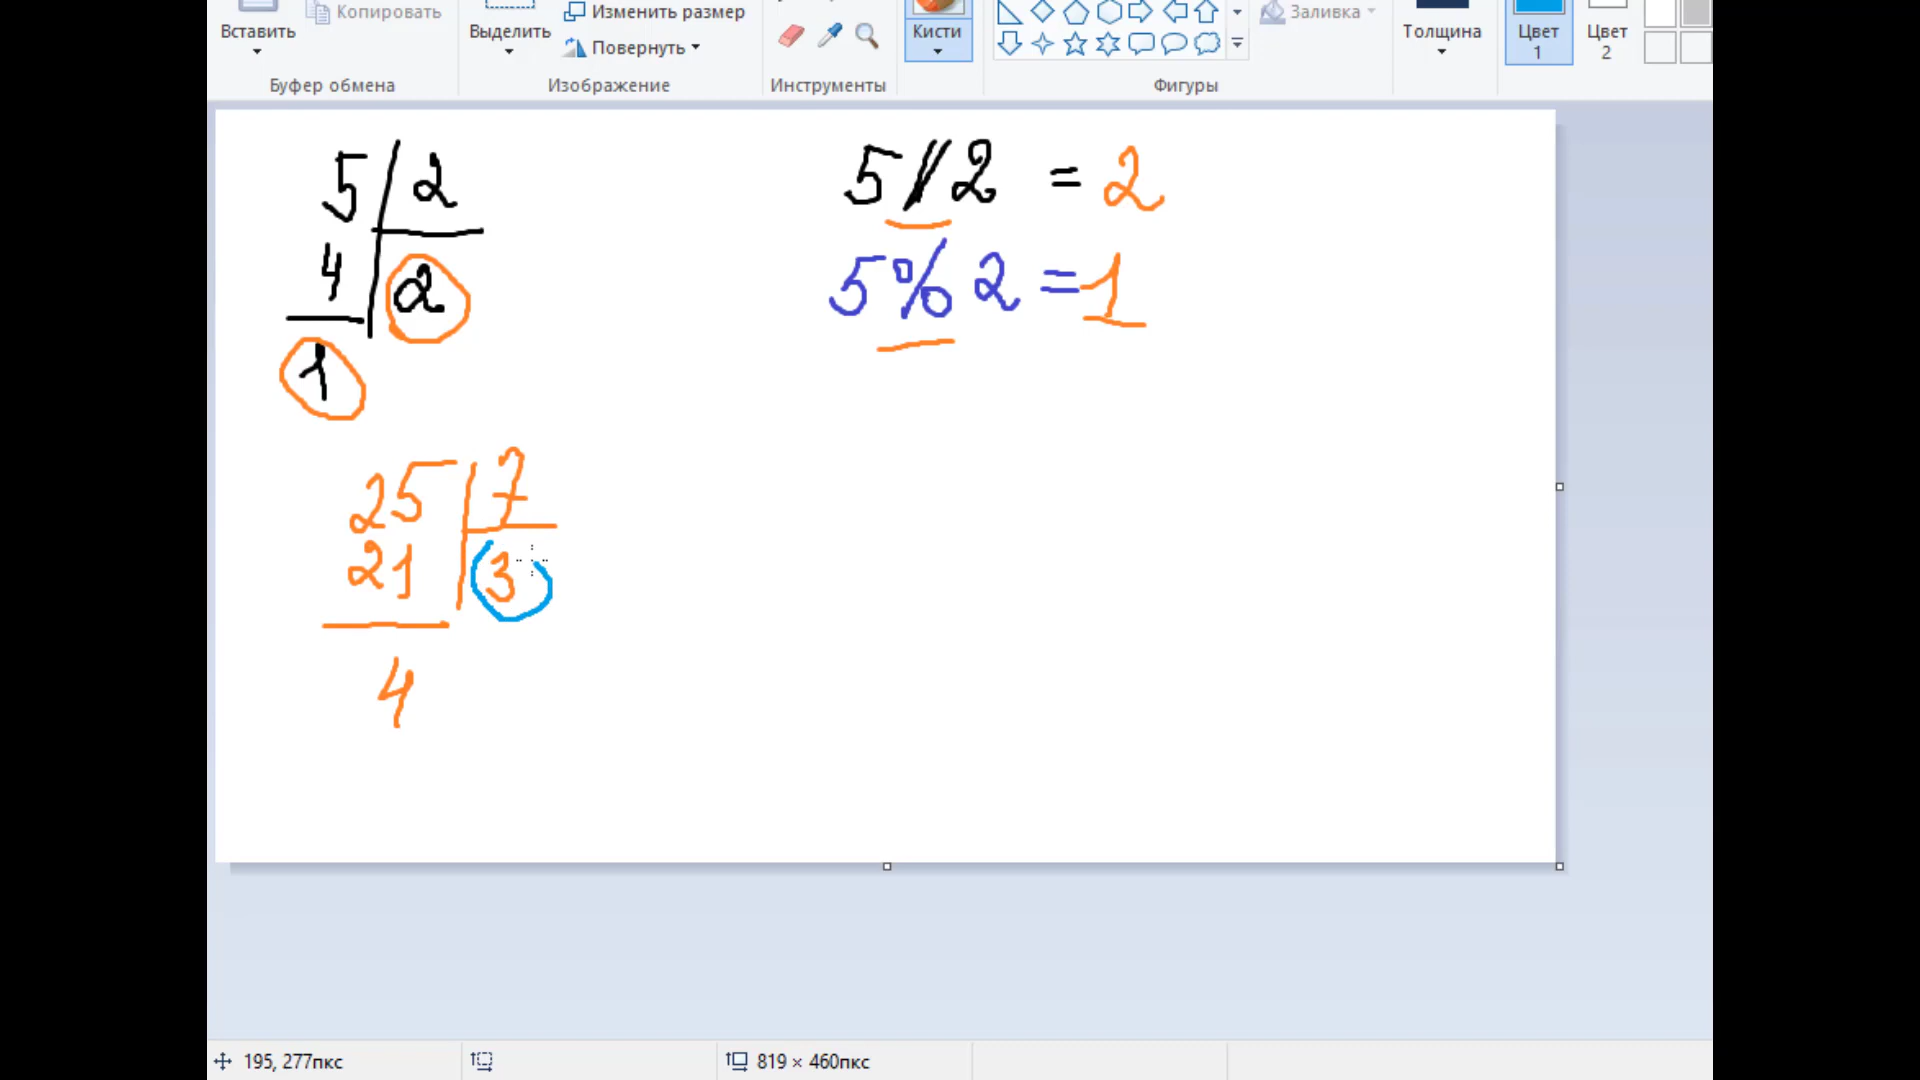 Вставить
Копировать
Выделить
Изменить размер
Повернуть
Кисти
Заливка
Толщина
Цвет 1
Цвет 2
Буфер обмена
Изображение
Инструменты
Фигуры
5 2
4 2
1
5//2 = 2
5%2=1
25 7
21 3
4
195, 277пкс
819 × 460пкс